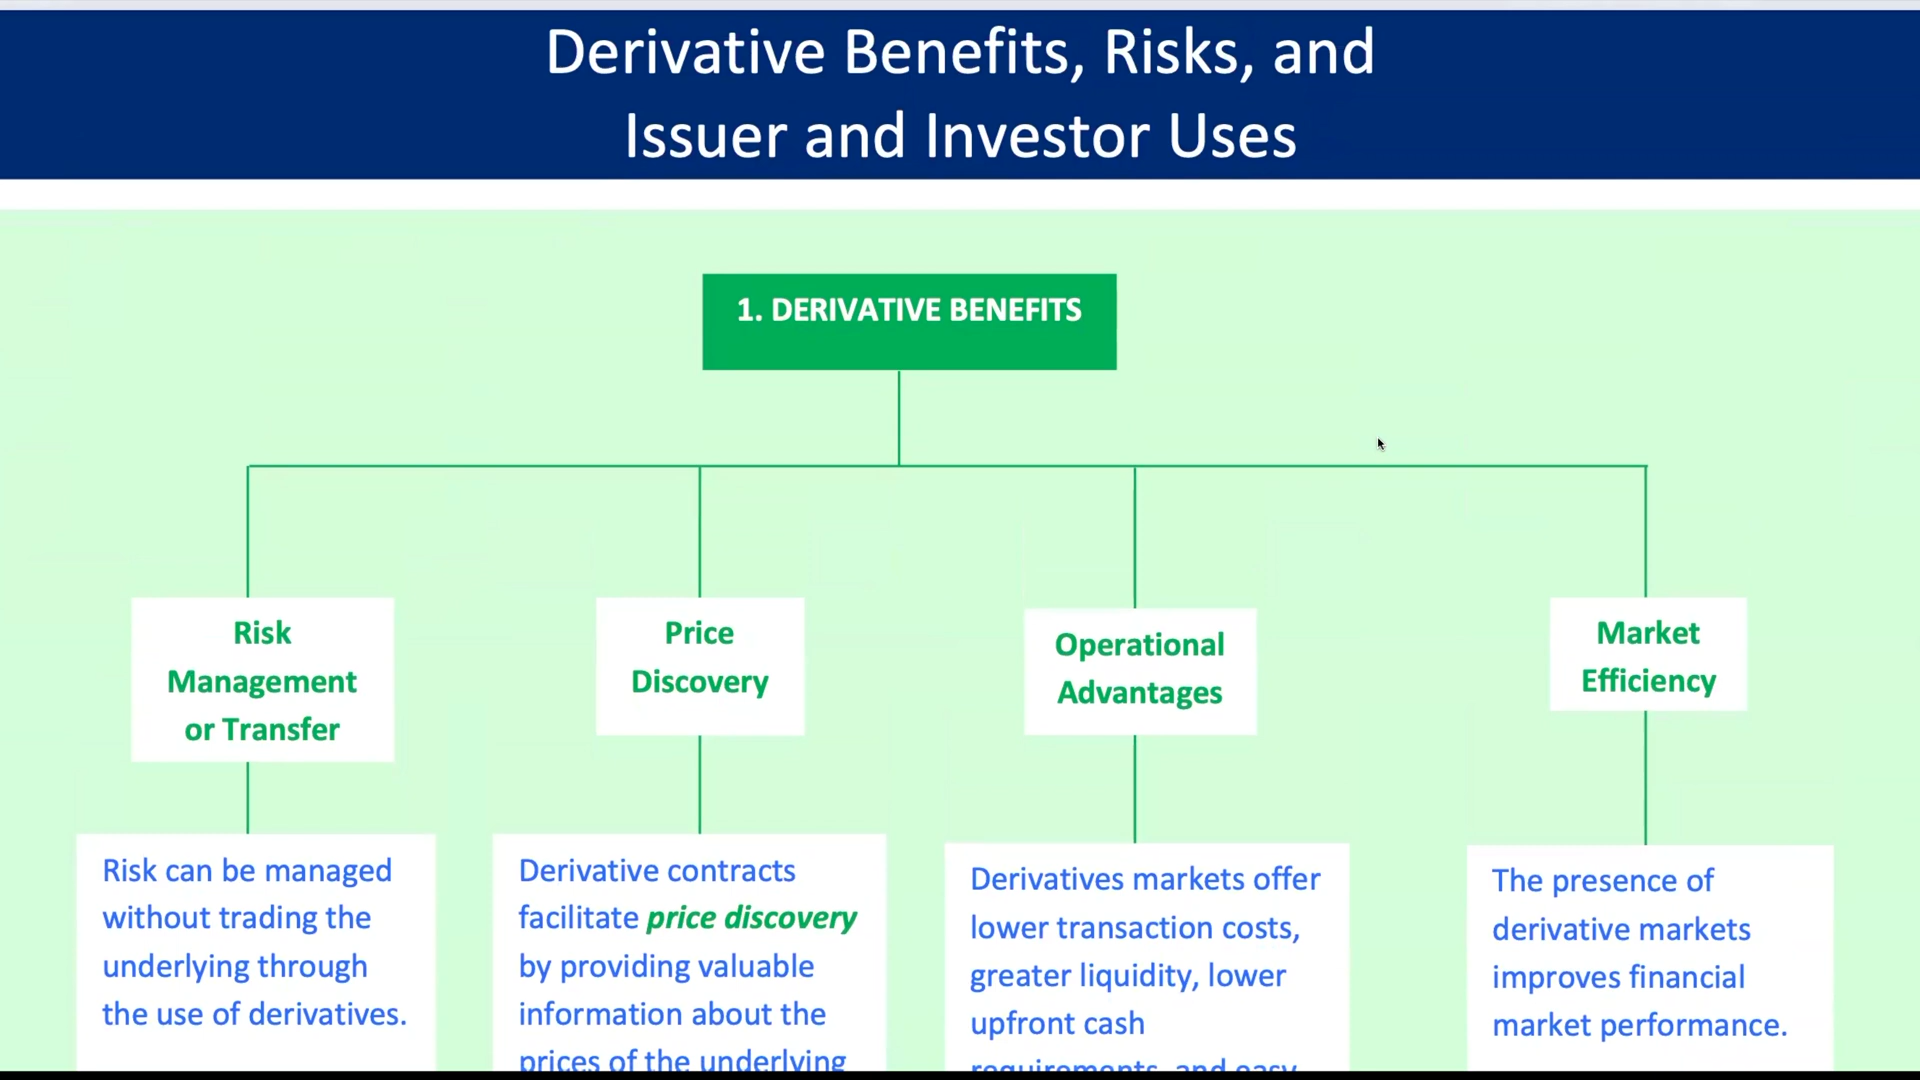 Derivative Benefits, Risks, and
Issuer and Investor Uses
1. DERIVATIVE BENEFITS
Risk
Management
or Transfer
Price
Discovery
Operational
Advantages
Market
Efficiency
Risk can be managed
without trading the
underlying through
the use of derivatives.
Derivative contracts
facilitate price discovery
by providing valuable
information about the
prices of the underlying
Derivatives markets offer
lower transaction costs,
greater liquidity, lower
upfront cash
requirements, and easy
The presence of
derivative markets
improves financial
market performance.